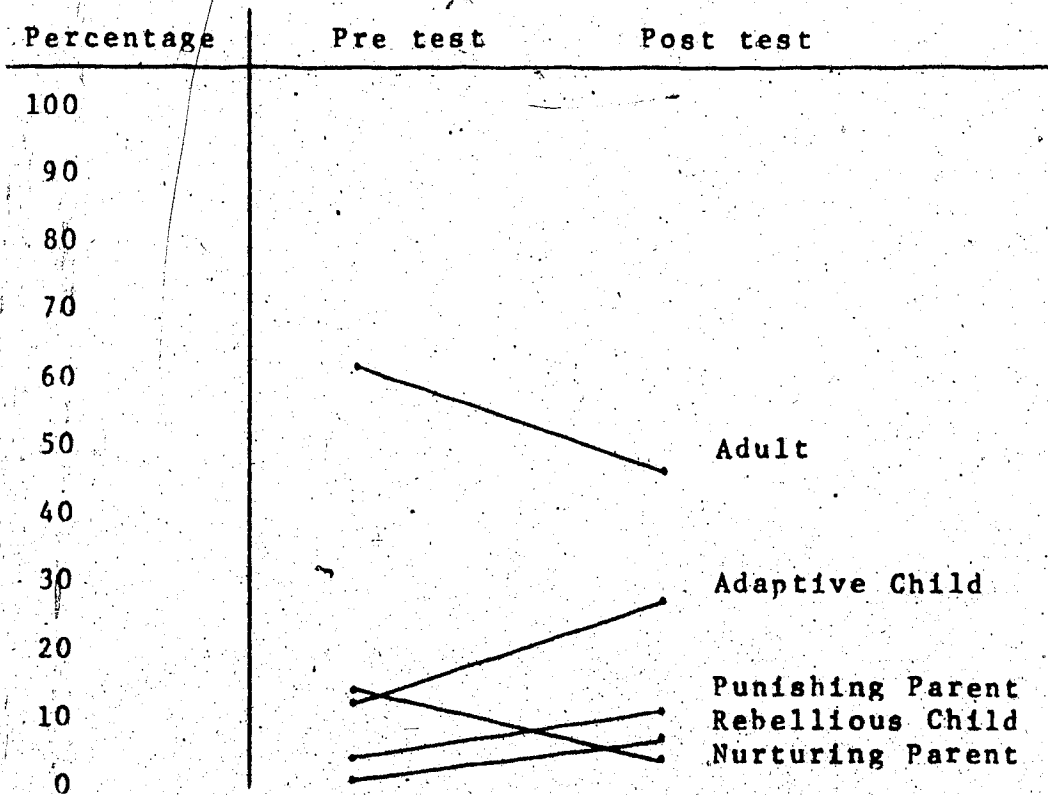 Percentage Pre test Post test
100
90
80
70
60
50 Adult
40
30 Adaptive Child
20
Punishing Parent
10 Rebellious Child
Nurturing Parent
0